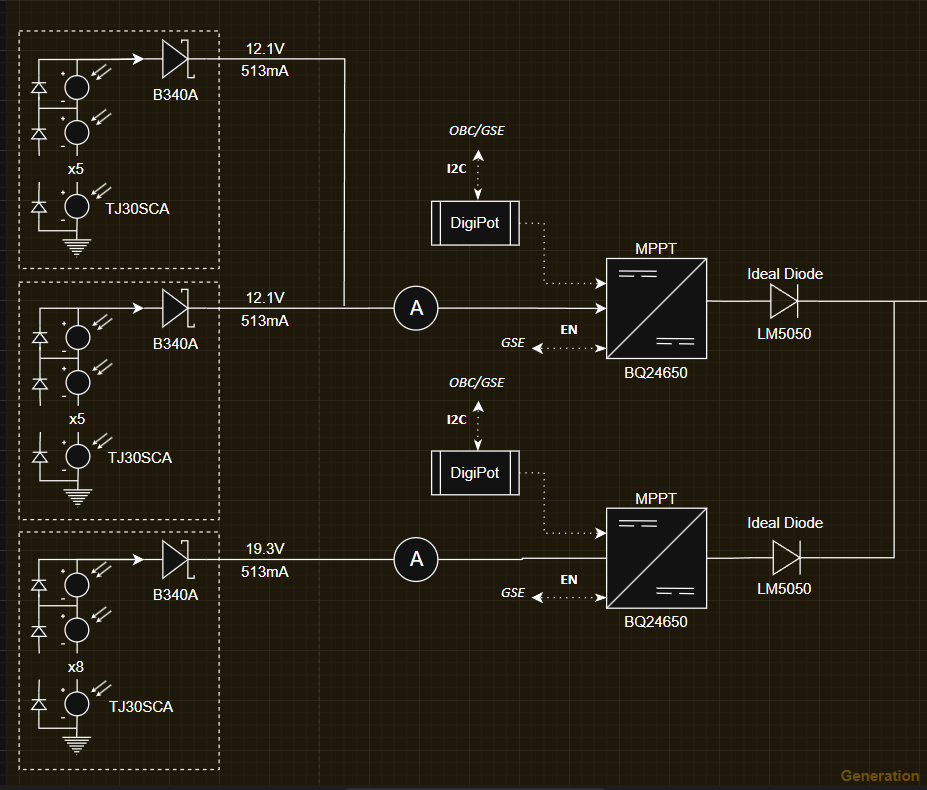 12.1V
513mA
B340A
x5
TJ30SCA
OBC/GSE
I2C
DigiPot
MPPT
Ideal Diode
12.1V
513mA
A
B340A
EN
GSE
LM5050
BQ24650
OBC/GSE
x5
I2C
TJ30SCA
DigiPot
MPPT
Ideal Diode
19.3V
513mA
A
B340A
EN
GSE
LM5050
BQ24650
x8
TJ30SCA
Generation